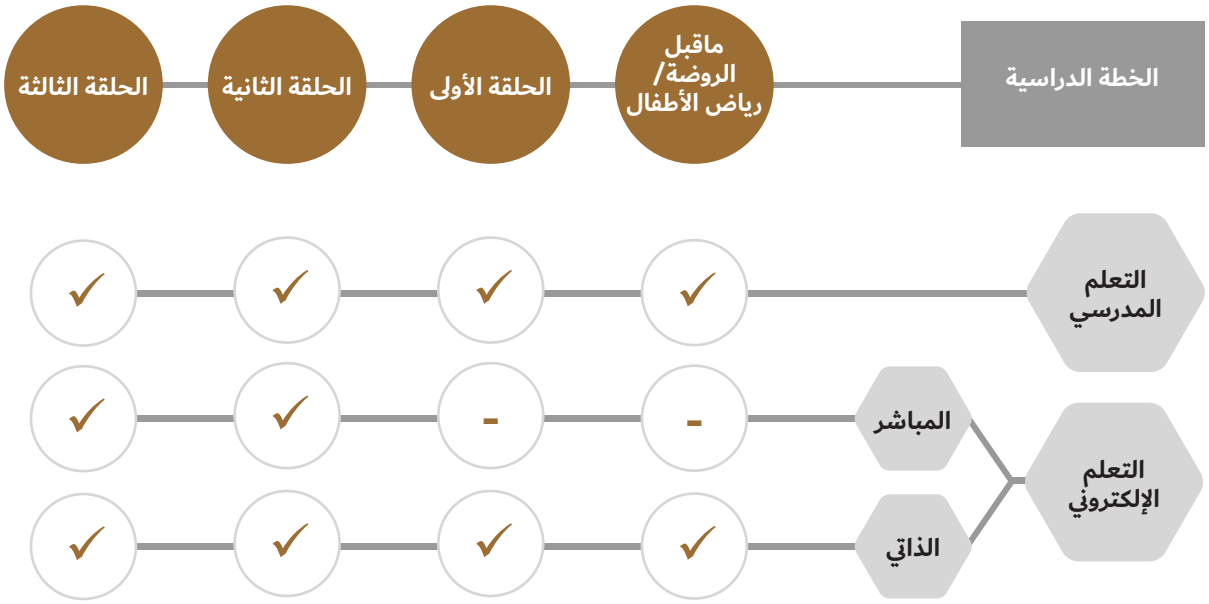 الخطة الدراسية
ماقبل
الروضة/
رياض الأطفال
الحلقة الأولى
الحلقة الثانية
الحلقة الثالثة
التعلم
المدرسي
✓
✓
✓
✓
التعلم
الإلكتروني
المباشر
-
-
✓
✓
الذاتي
✓
✓
✓
✓